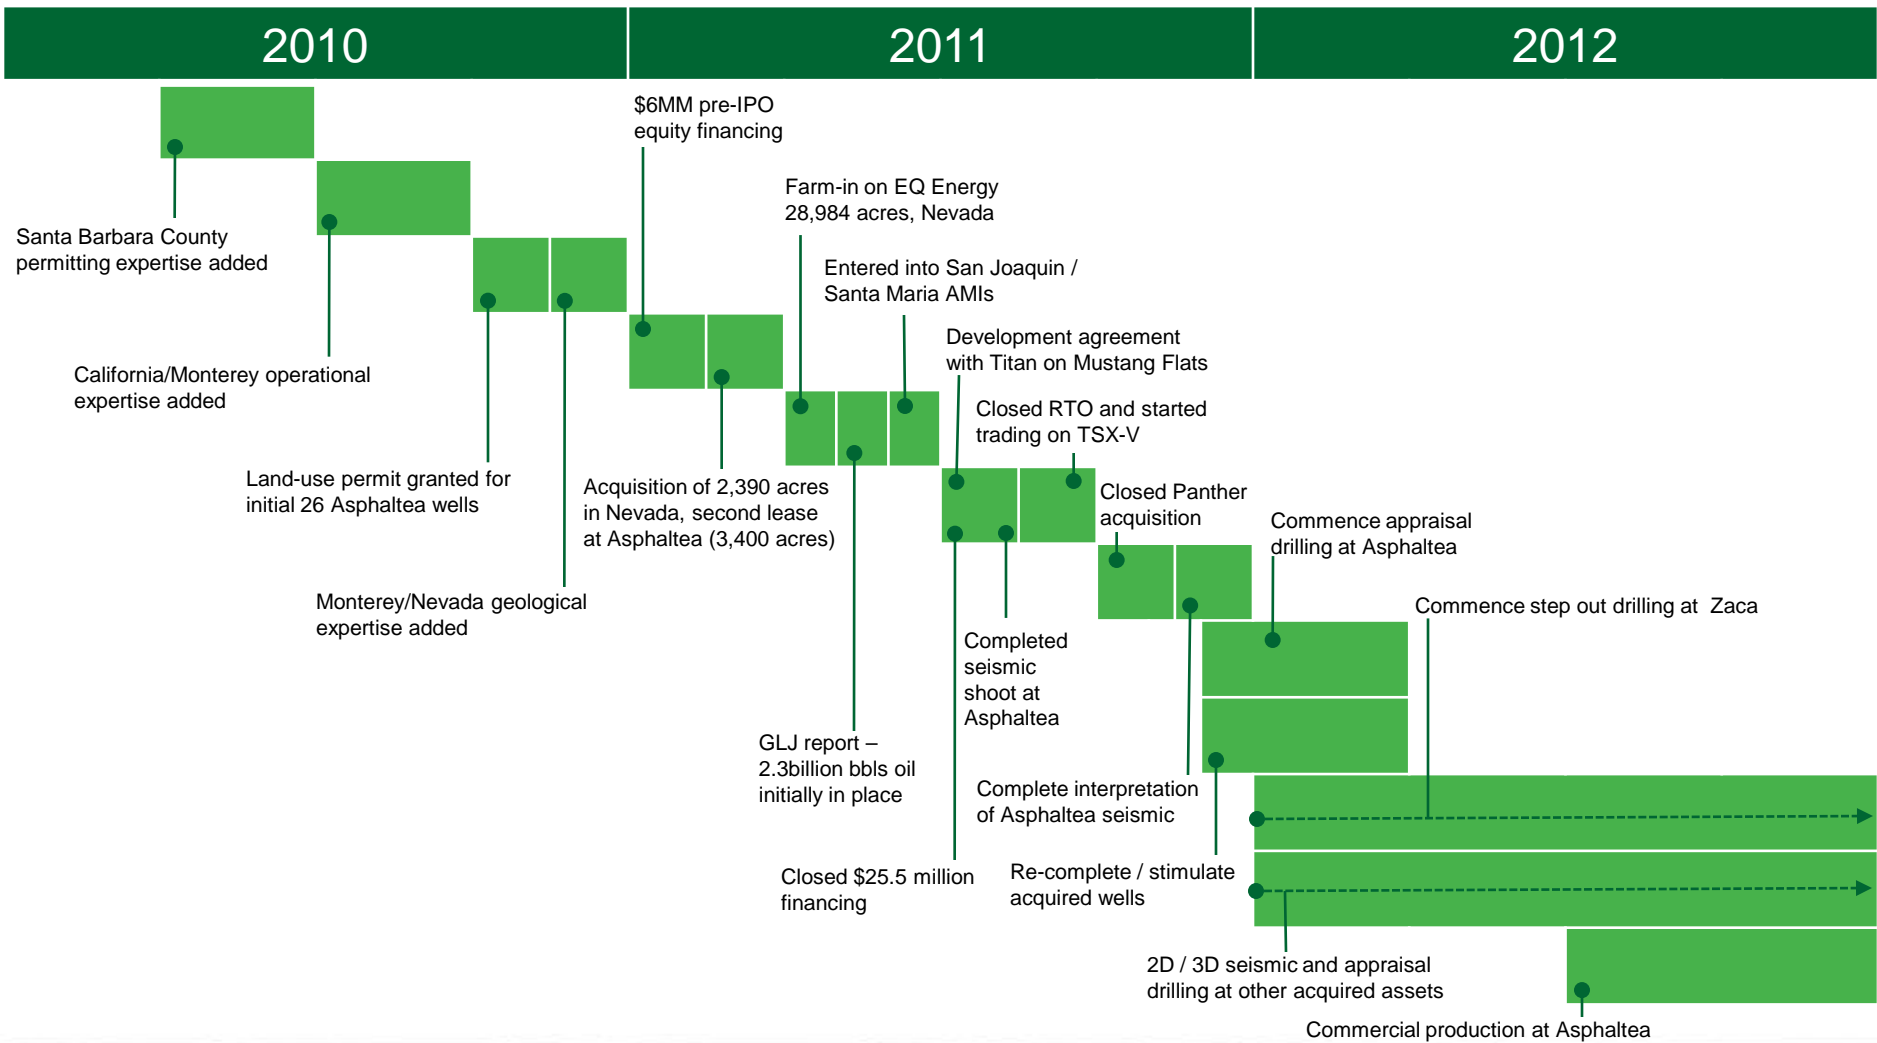 2010
2011
2012
$6MM pre-IPO
equity financing
Farm-in on EQ Energy
28,984 acres, Nevada
Santa Barbara County
permitting expertise added
Entered into San Joaquin /
Santa Maria AMIs
Development agreement
with Titan on Mustang Flats
California/Monterey operational
expertise added
Closed RTO and started
trading on TSX-V
Land-use permit granted for
initial 26 Asphaltea wells
Acquisition of 2,390 acres
in Nevada, second lease
at Asphaltea (3,400 acres)
Closed Panther
acquisition
Commence appraisal
drilling at Asphaltea
Monterey/Nevada geological
expertise added
Commence step out drilling at Zaca
Completed
seismic
shoot at
Asphaltea
GLJ report –
2.3billion bbls oil
initially in place
Complete interpretation
of Asphaltea seismic
Closed $25.5 million
financing
Re-complete / stimulate
acquired wells
2D / 3D seismic and appraisal
drilling at other acquired assets
Commercial production at Asphaltea